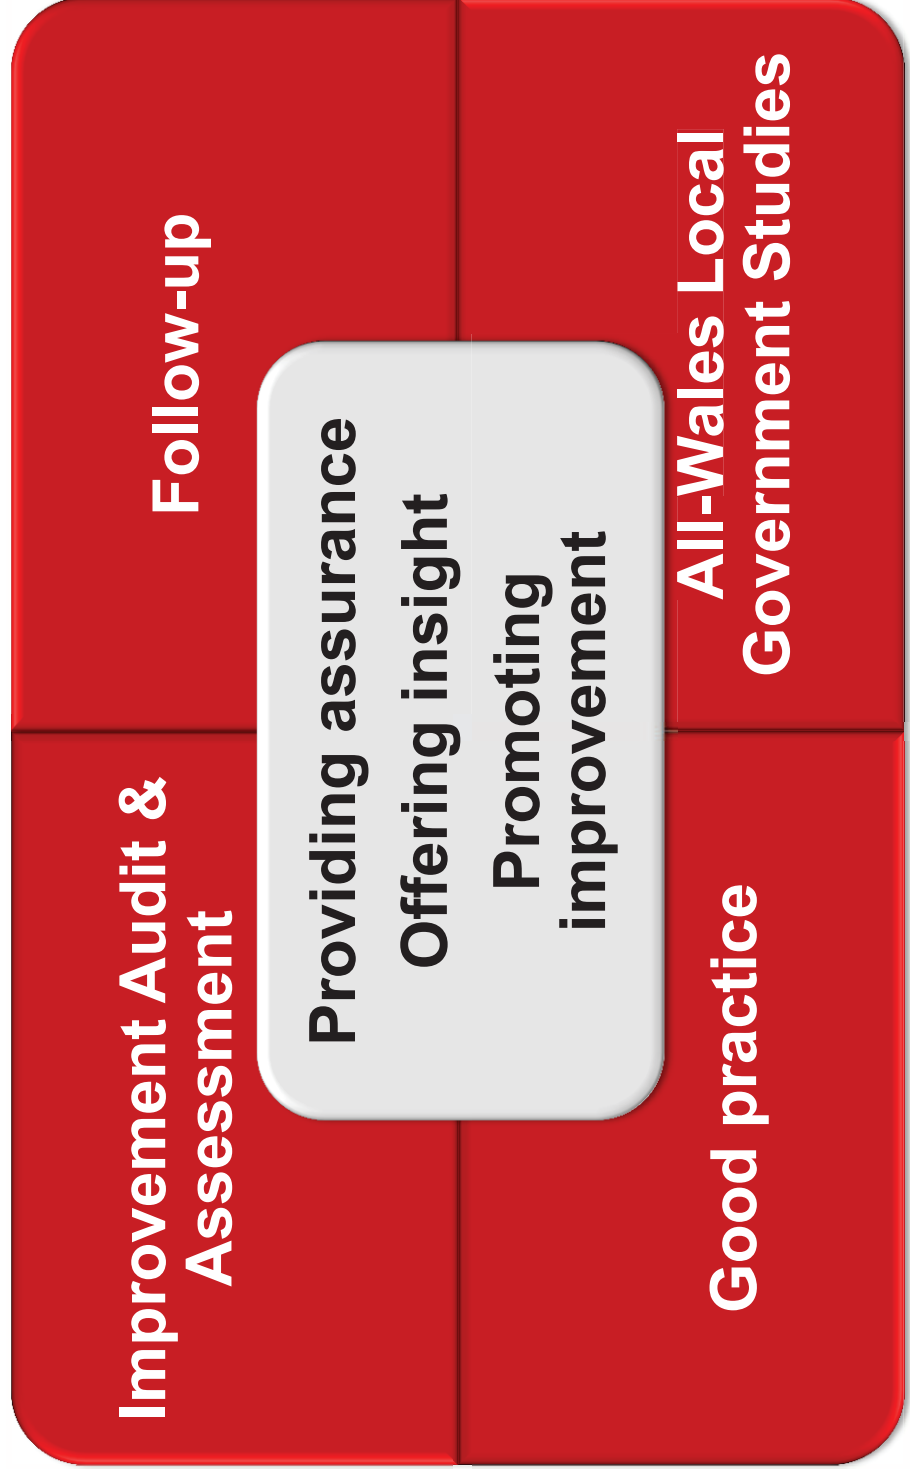 Improvement Audit &
Assessment
Follow-up
Providing assurance
Offering insight
Promoting
improvement
Good practice
All-Wales Local
Government Studies